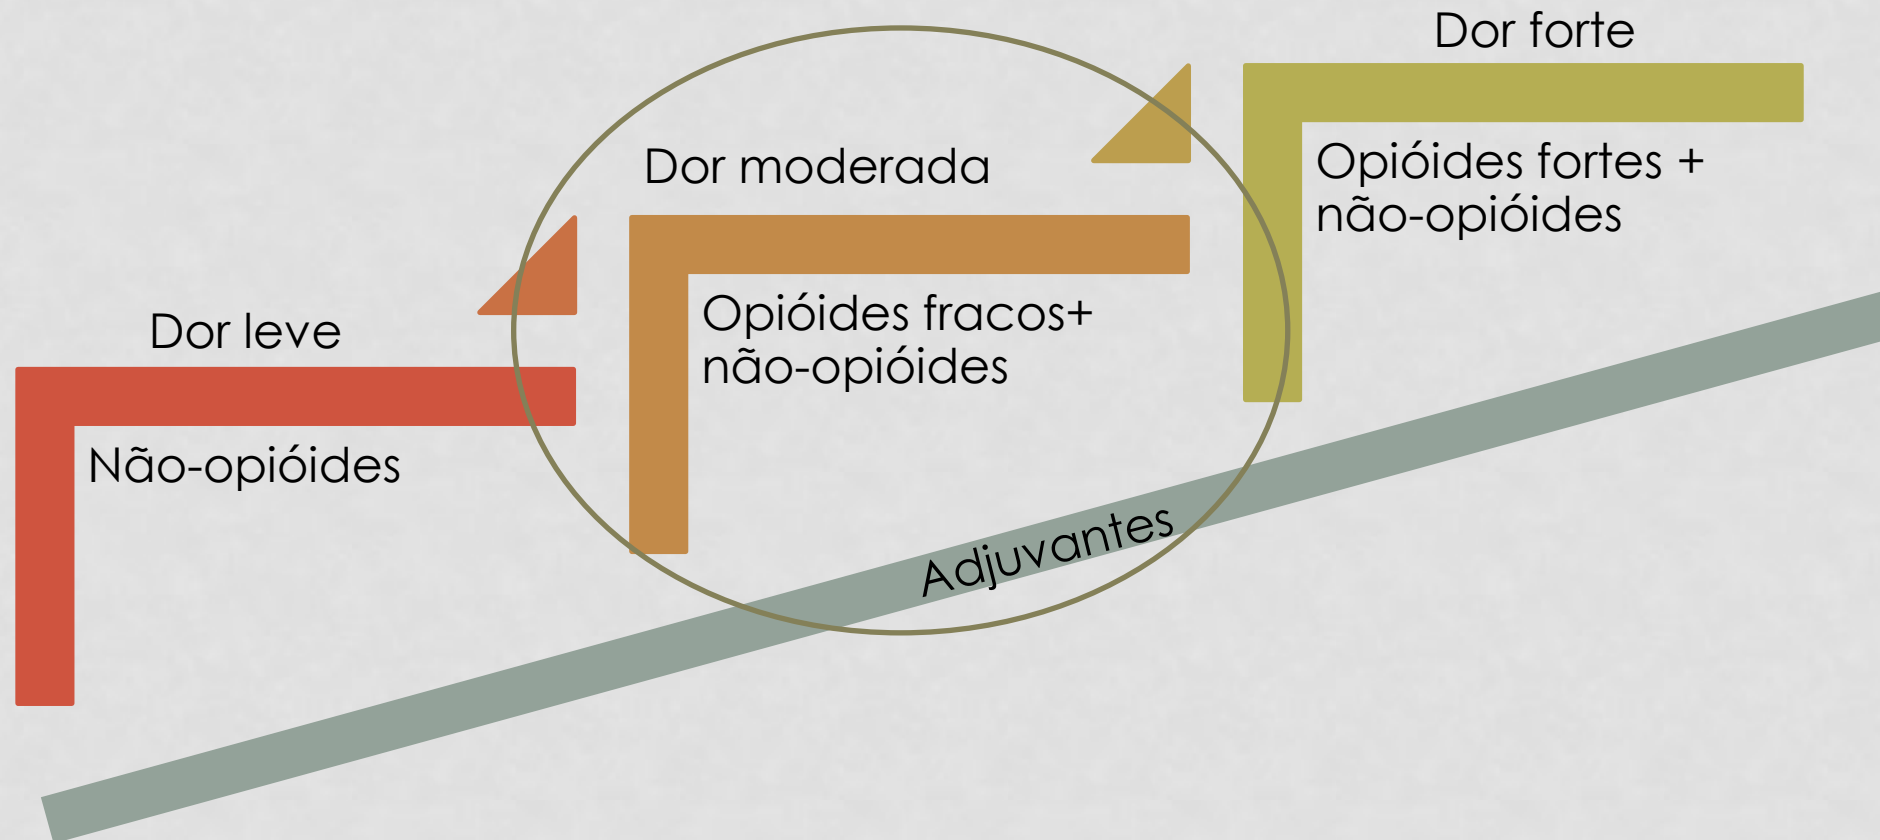 Dor leve
Não-opióides
Dor moderada
Opióides fracos+
não-opióides
Dor forte
Opióides fortes +
não-opióides
Adjuvantes